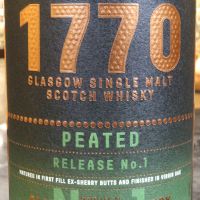 1770
GLASGOW SINGLE MALT
SCOTCH WHISKY
PEATED
RELEASE No.1
MATURED IN FIRST FILL EX-SHERRY BUTTS AND FINISHED IN VIRGIN OAK